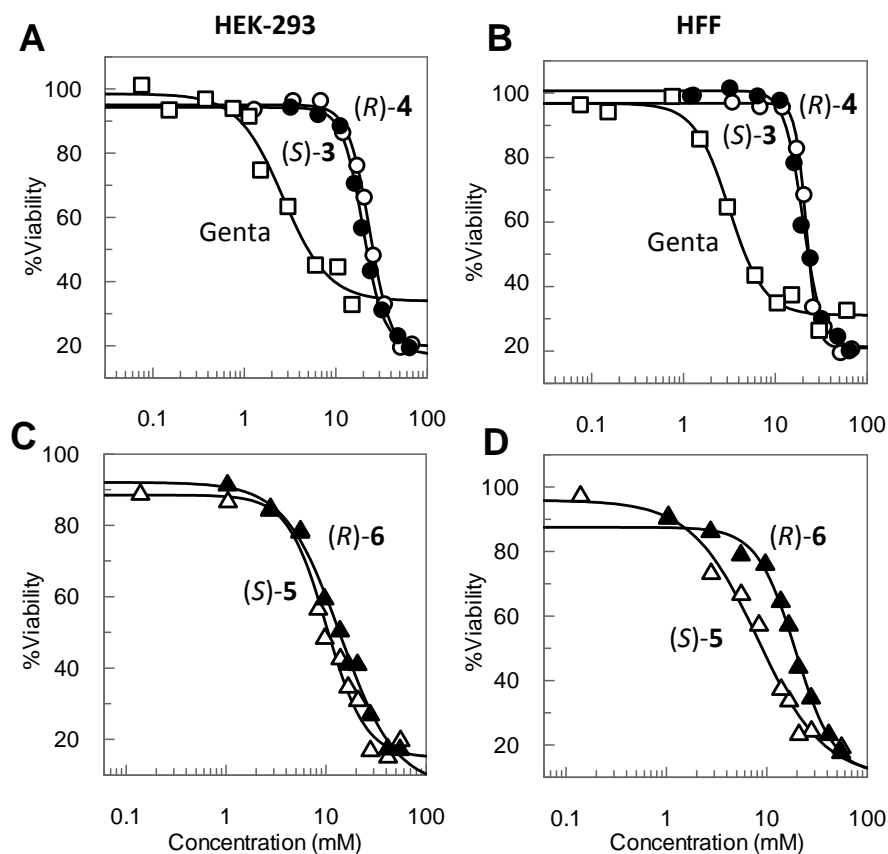 HEK-293
HFF
A
B
100
80
60
40
20
%Viability
(R)-4
(S)-3
Genta
0.1
1
10
100
100
80
60
40
20
%Viability
(R)-4
(S)-3
Genta
0.1
1
10
100
C
D
100
80
60
40
20
%Viability
(R)-6
(S)-5
0.1
1
10
100
Concentration (mM)
100
80
60
40
20
%Viability
(R)-6
(S)-5
0.1
1
10
100
Concentration (mM)